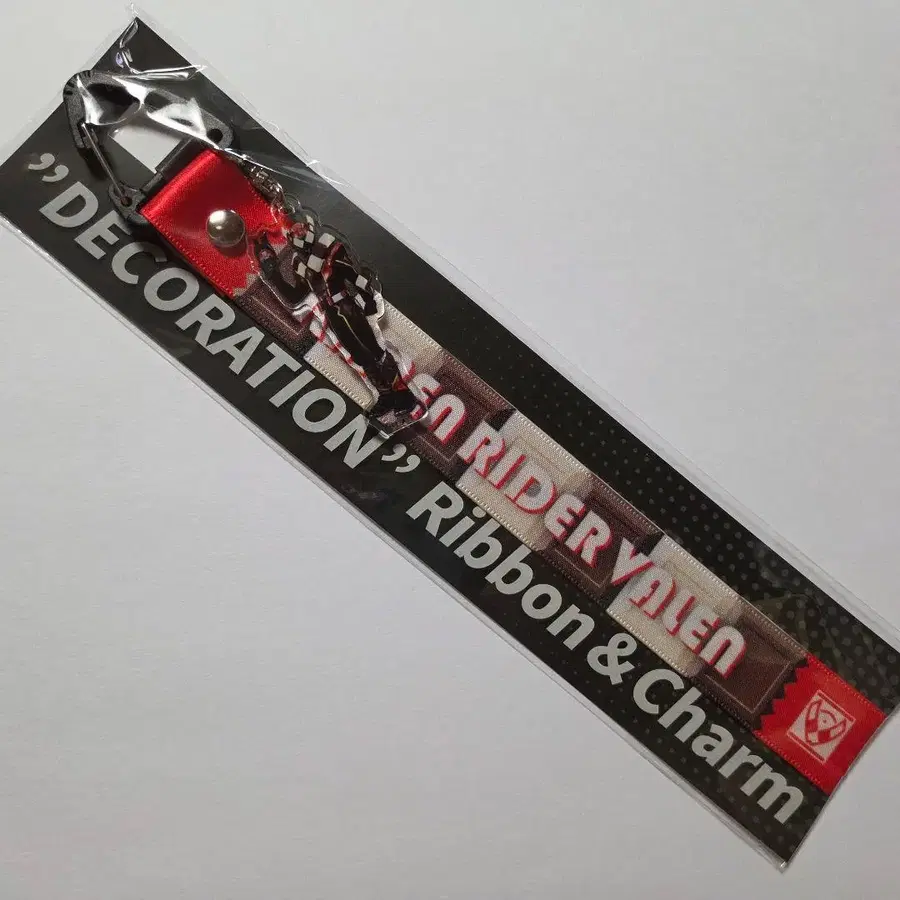 ”DECORATION” Ribbon & Charm
RIDER VALEN